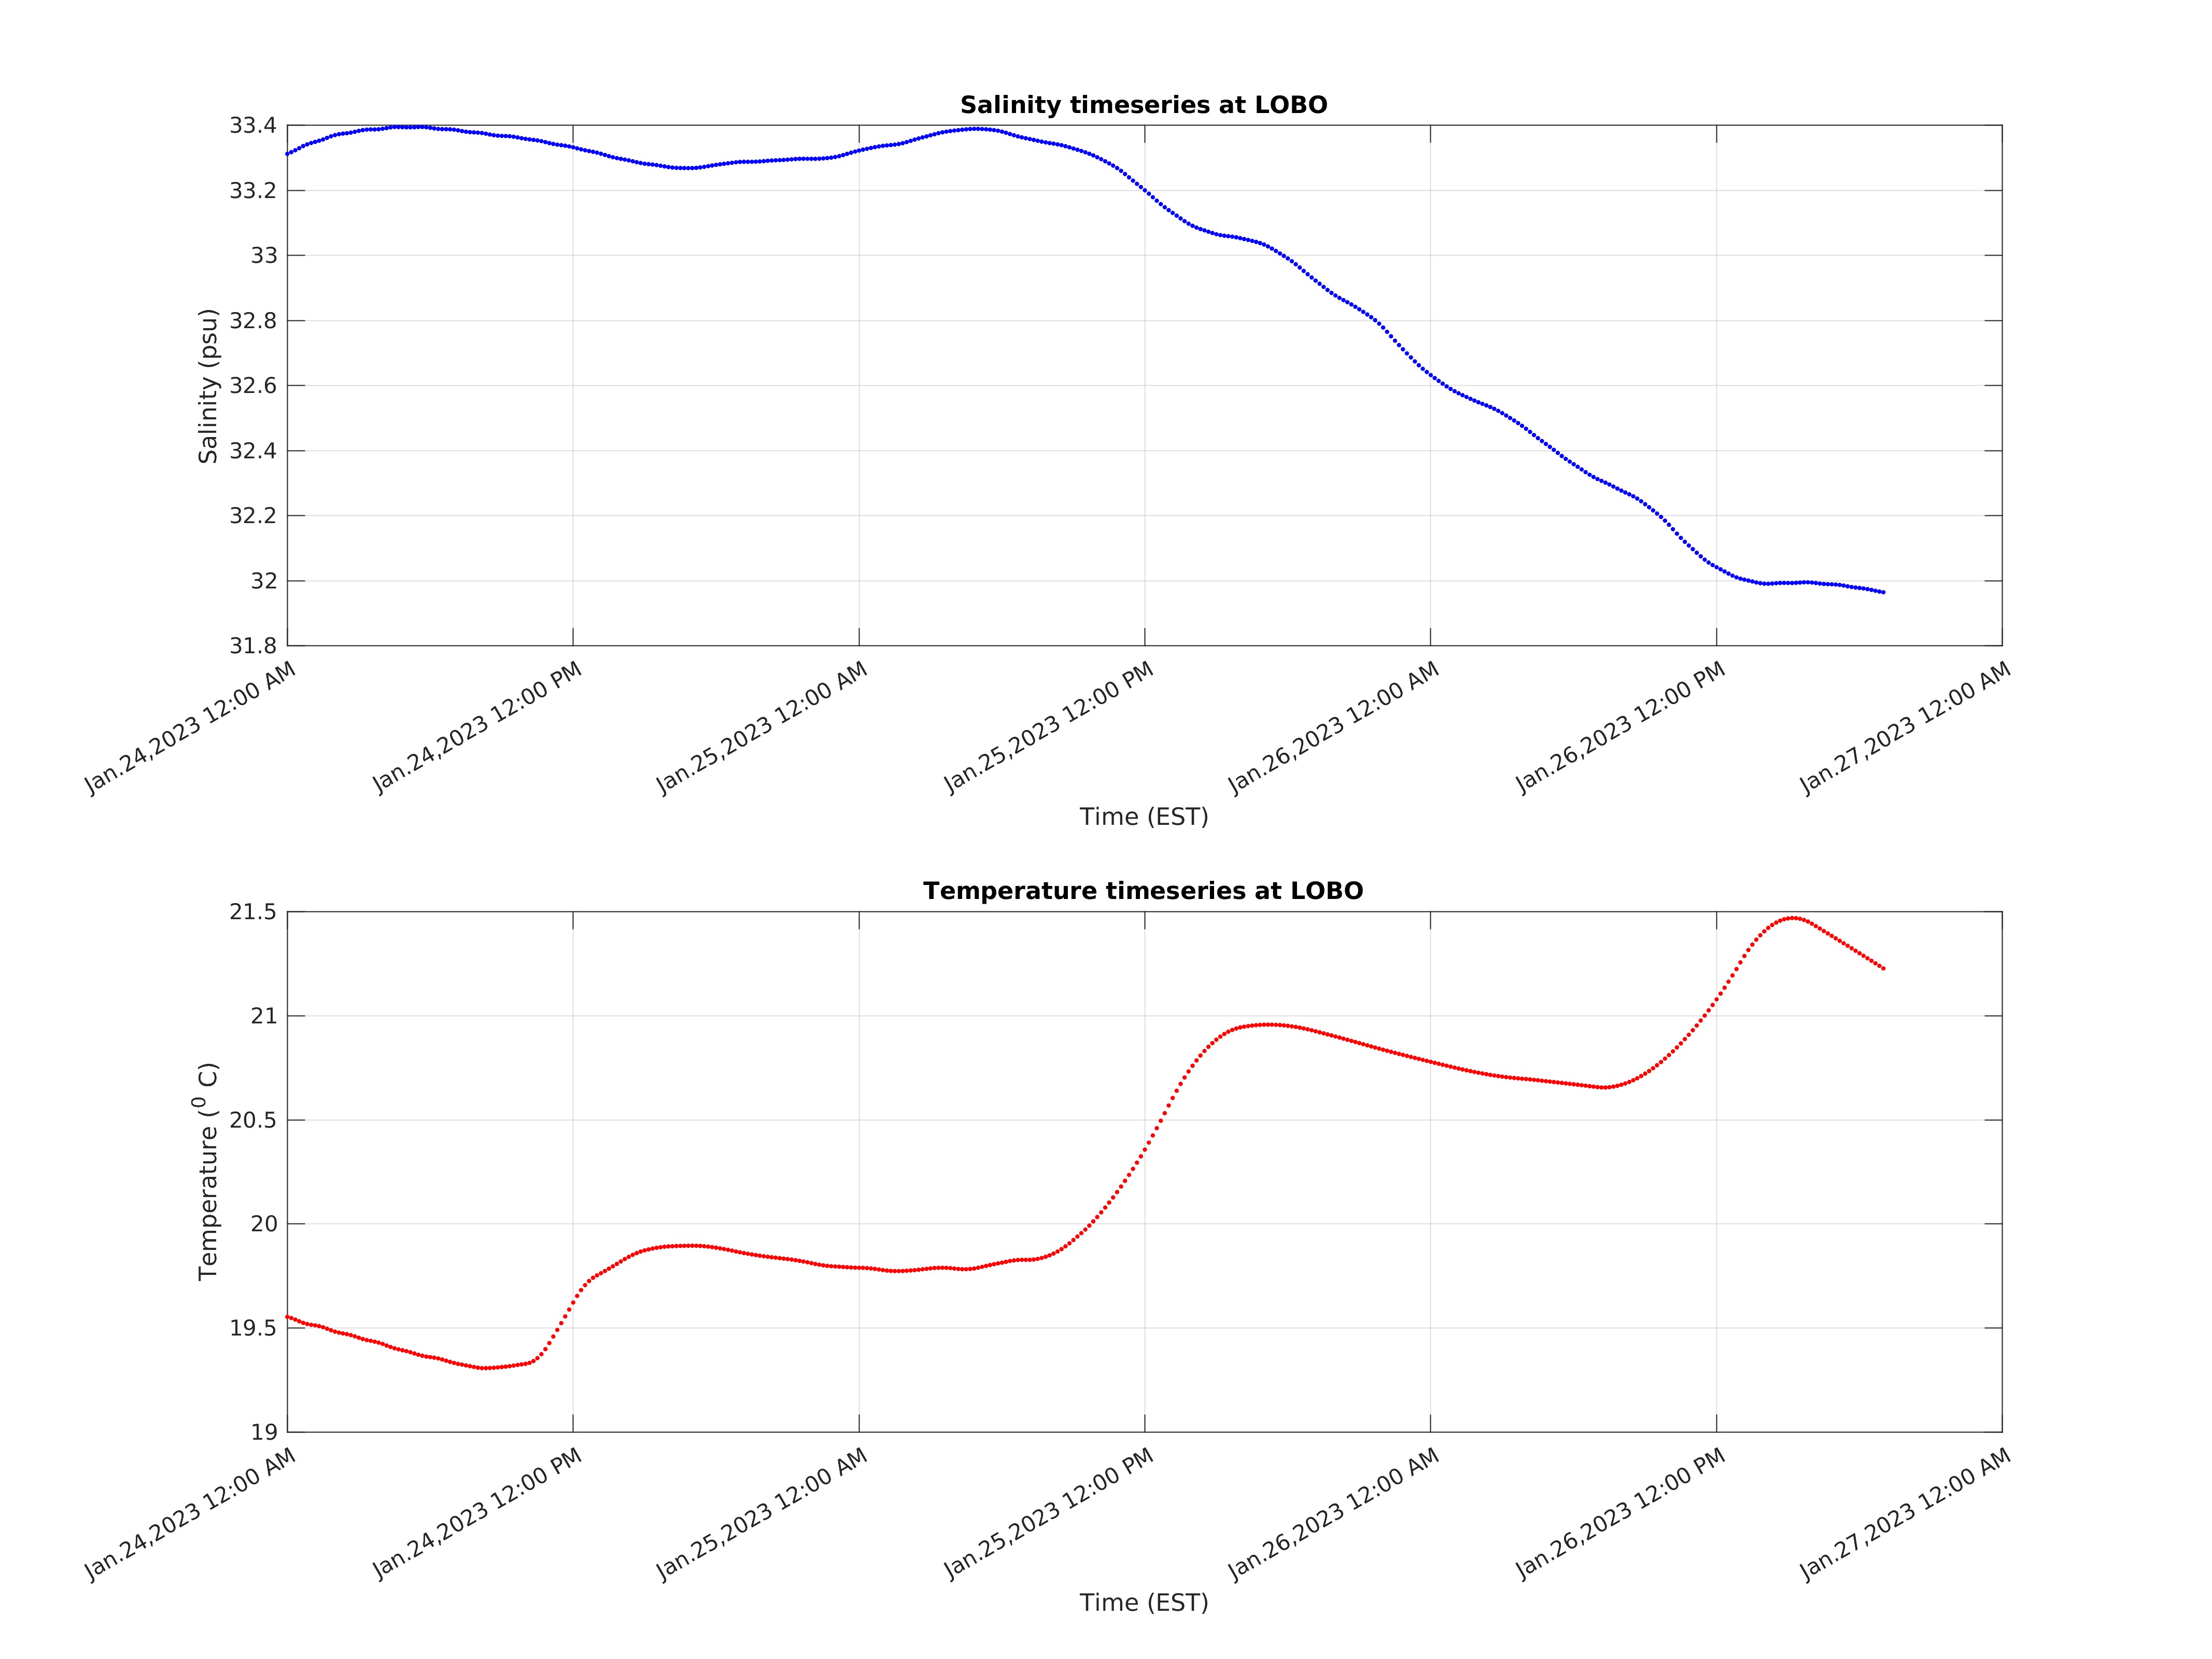 Salinity timeseries at LOBO
33.4
33.2
33
32.8
32.6
32.4
32.2
32
31.8
Salinity (psu)
Jan.24,2023 12:00 AM
Jan.24,2023 12:00 PM
Jan.25,2023 12:00 AM
Jan.25,2023 12:00 PM
Jan.26,2023 12:00 AM
Jan.26,2023 12:00 PM
Jan.27,2023 12:00 AM
Time (EST)
Temperature timeseries at LOBO
21.5
21
20.5
20
19.5
19
Temperature (⁰ C)
Jan.24,2023 12:00 AM
Jan.24,2023 12:00 PM
Jan.25,2023 12:00 AM
Jan.25,2023 12:00 PM
Jan.26,2023 12:00 AM
Jan.26,2023 12:00 PM
Jan.27,2023 12:00 AM
Time (EST)